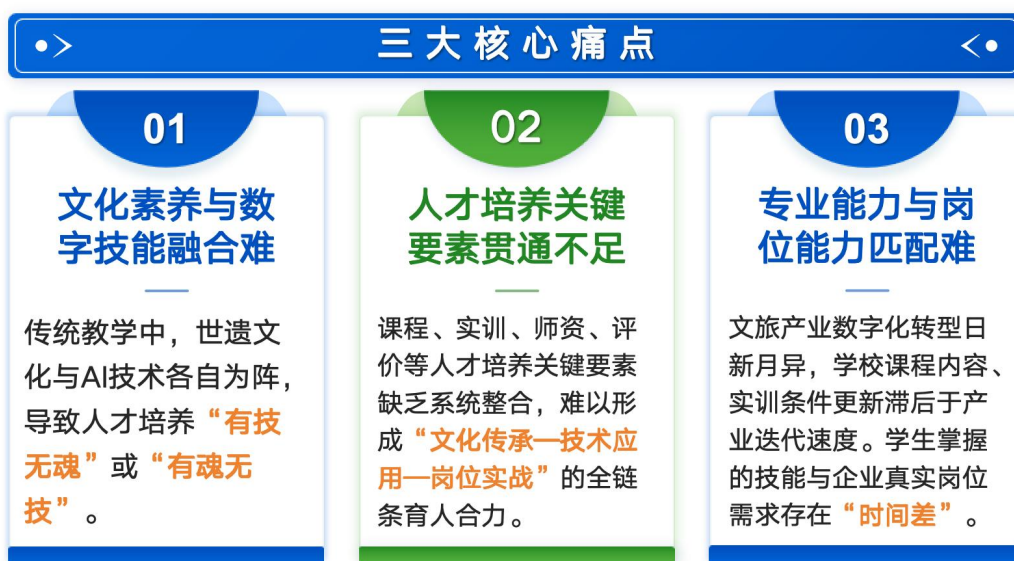 三大核心痛点
01
文化素养与数
字技能融合难
传统教学中，世遗文
化与AI技术各自为阵，
导致人才培养“有技
无魂”或“有魂无
技”。
02
人才培养关键
要素贯通不足
课程、实训、师资、评
价等人才培养关键要素
缺乏系统整合，难以形
成“文化传承—技术应
用—岗位实战”的全链
条育人合力。
03
专业能力与岗
位能力匹配难
文旅产业数字化转型日
新月异，学校课程内容、
实训条件更新滞后于产
业迭代速度。学生掌握
的技能与企业真实岗位
需求存在“时间差”。